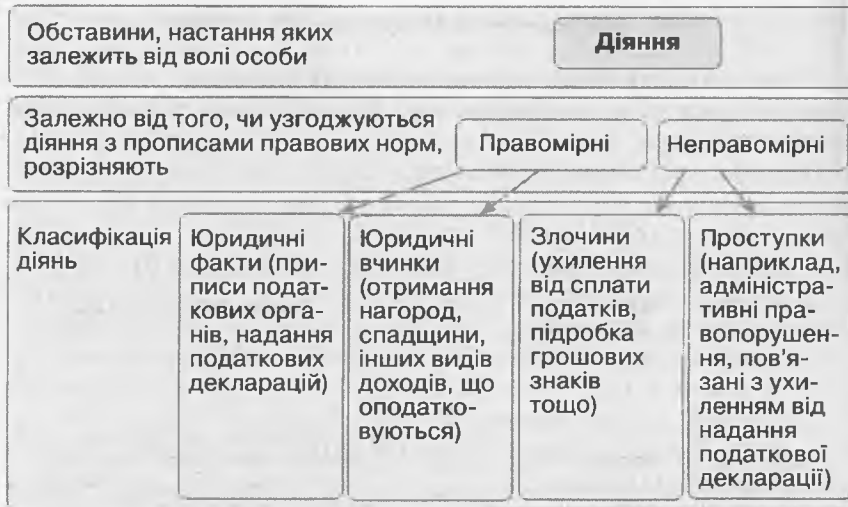 Обставини, настання яких
залежить від волі особи
Діяння
Залежно від того, чи узгоджуються
діяння з прописами правових норм,
розрізняють
Правомірні
Неправомірні
Класифікація
діянь
Юридичні
факти (при-
писи подат-
кових орга-
нів, надання
податкових
декларацій)
Юридичні
вчинки
(отримання
нагород,
спадщини,
інших видів
доходів, що
оподатко-
вуються)
Злочини
(ухилення
від сплати
податків,
підробка
грошових
знаків
тощо)
Проступки
(наприклад,
адміністра-
тивні пра-
вопорушен-
ня, пов'я-
зані з ухи-
ленням від
надання
податкової
декларації)